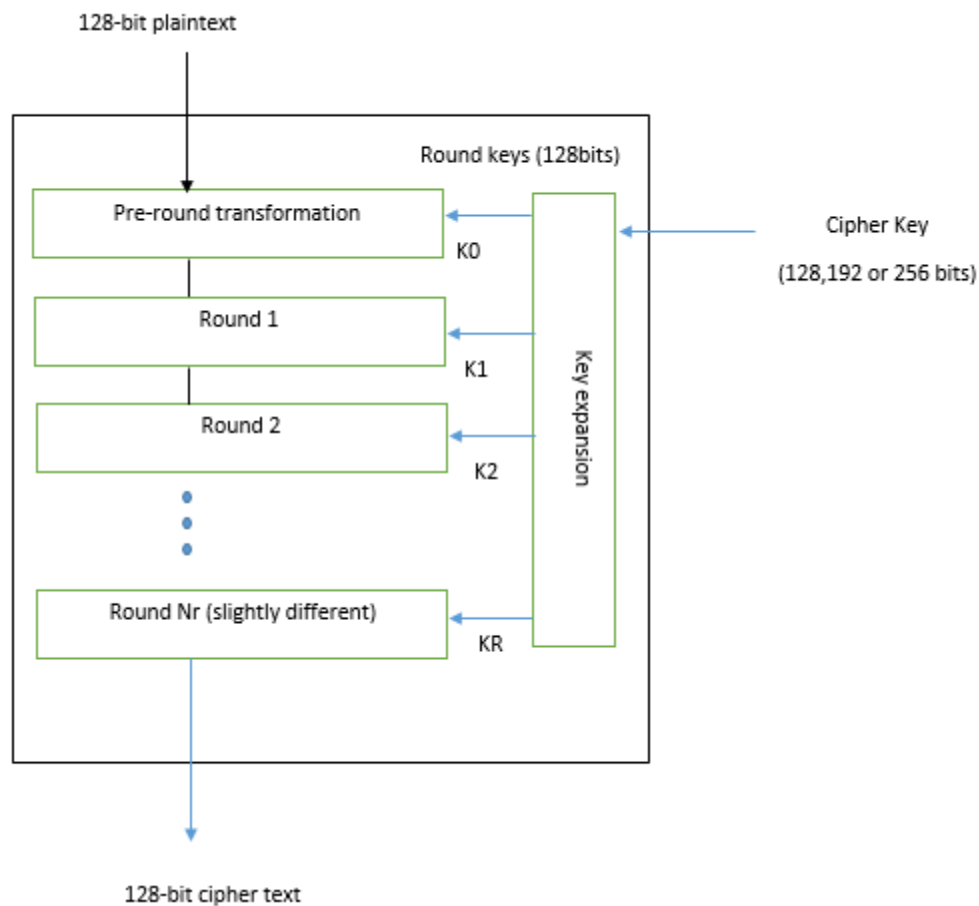 128-bit plaintext
Round keys (128bits)
Pre-round transformation
K0
Cipher Key
(128,192 or 256 bits)
Round 1
K1
Key expansion
Round 2
K2
Round Nr (slightly different)
KR
128-bit cipher text